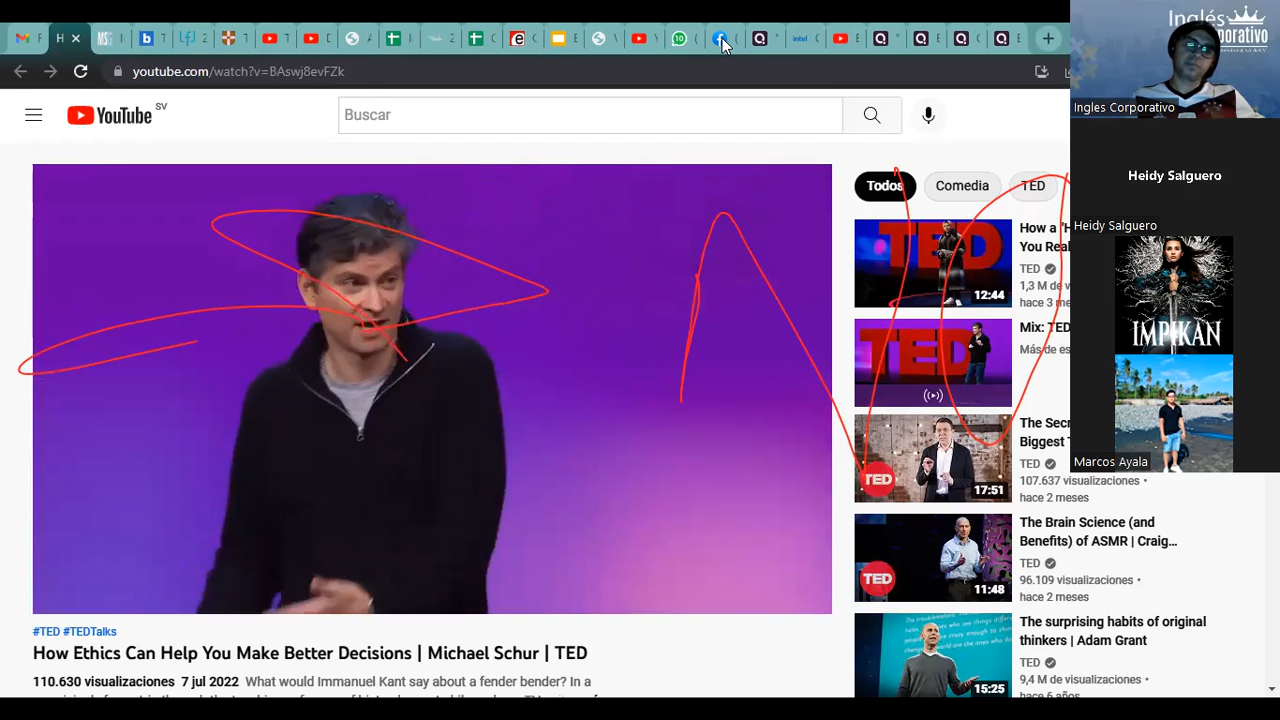 youtube.com/watch?v=BAswj8evFZk
YouTube SV
Buscar
Todos
Comedia
TED
TED
12:44
How a "H
You Real
TED
1,3 M de v
hace 3 me
TED
Mix: TED
Más de es
TED
17:51
The Secr
Biggest T
TED
107.637 visualizaciones •
hace 2 meses
TED
11:48
The Brain Science (and
Benefits) of ASMR | Craig...
TED
96.109 visualizaciones •
hace 2 meses
15:25
The surprising habits of original
thinkers | Adam Grant
TED
9,4 M de visualizaciones •
hace 6 años
#TED #TEDTalks
How Ethics Can Help You Make Better Decisions | Michael Schur | TED
110.630 visualizaciones 7 jul 2022 What would Immanuel Kant say about a fender bender? In a
Inglés
orporativo
Ingles Corporativo
Heidy Salguero
Heidy Salguero
IMPIKAN
Marcos Ayala